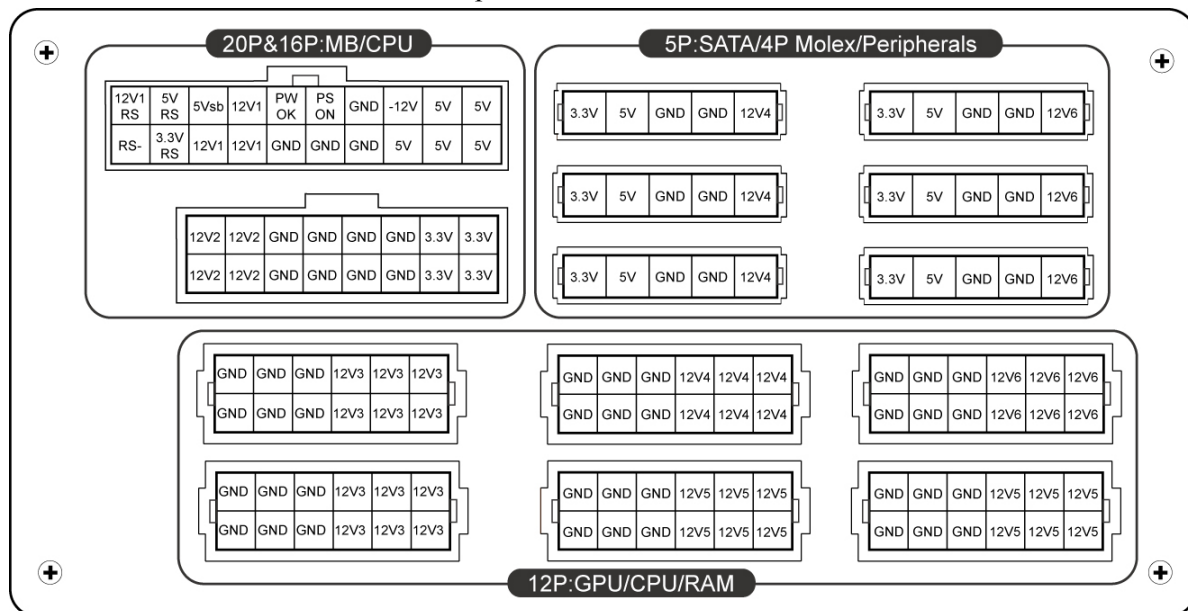 20P&16P:MB/CPU
12V1 RS 5V RS 5Vsb 12V1 PW OK PS ON GND -12V 5V 5V
RS- 3.3V RS 12V1 12V1 GND GND GND 5V 5V 5V
12V2 12V2 GND GND GND GND 3.3V 3.3V
12V2 12V2 GND GND GND GND 3.3V 3.3V
5P:SATA/4P Molex/Peripherals
3.3V 5V GND GND 12V4
3.3V 5V GND GND 12V6
3.3V 5V GND GND 12V4
3.3V 5V GND GND 12V6
3.3V 5V GND GND 12V4
3.3V 5V GND GND 12V6
GND GND GND 12V3 12V3 12V3
GND GND GND 12V3 12V3 12V3
GND GND GND 12V4 12V4 12V4
GND GND GND 12V4 12V4 12V4
GND GND GND 12V6 12V6 12V6
GND GND GND 12V6 12V6 12V6
GND GND GND 12V3 12V3 12V3
GND GND GND 12V3 12V3 12V3
GND GND GND 12V5 12V5 12V5
GND GND GND 12V5 12V5 12V5
GND GND GND 12V5 12V5 12V5
GND GND GND 12V5 12V5 12V5
12P:GPU/CPU/RAM